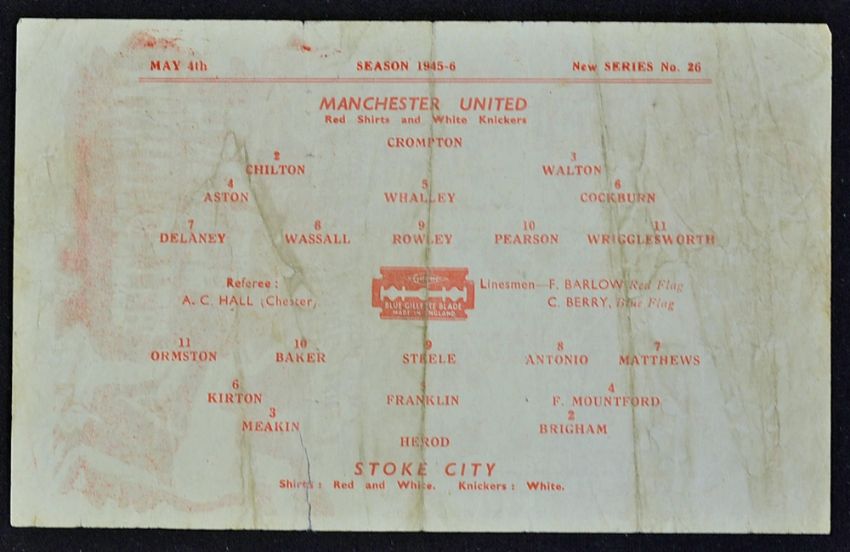 MAY 4th SEASON 1945-6 New SERIES No. 26
MANCHESTER UNITED
Red Shirts and White Knickers
CROMPTON
2 3
CHILTON WALTON
4 5 6
ASTON WHALLEY COCKBURN
7 8 9 10 11
DELANEY WASSALL ROWLEY PEARSON WRIGGLESWORTH
Referee :
A. C. HALL (Chester)
BLUE GILLETTE BLADE
MADE IN ENGLAND
Linesmen—F. BARLOW Red Flag
C. BERRY, Blue Flag
11 10 9 8 7
ORMSTON BAKER STEELE ANTONIO MATTHEWS
6 5 4
KIRTON FRANKLIN F. MOUNTFORD
3 2
MEAKIN BRIGHAM
HEROD
STOKE CITY
Shirts : Red and White. Knickers : White.